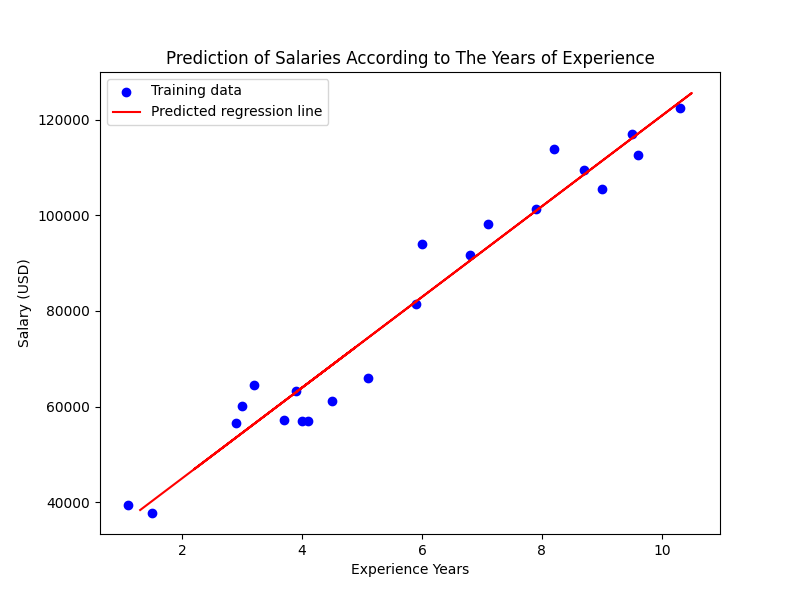 Prediction of Salaries According to The Years of Experience
Training data
Predicted regression line
120000
100000
80000
60000
40000
Salary (USD)
2 4 6 8 10
Experience Years